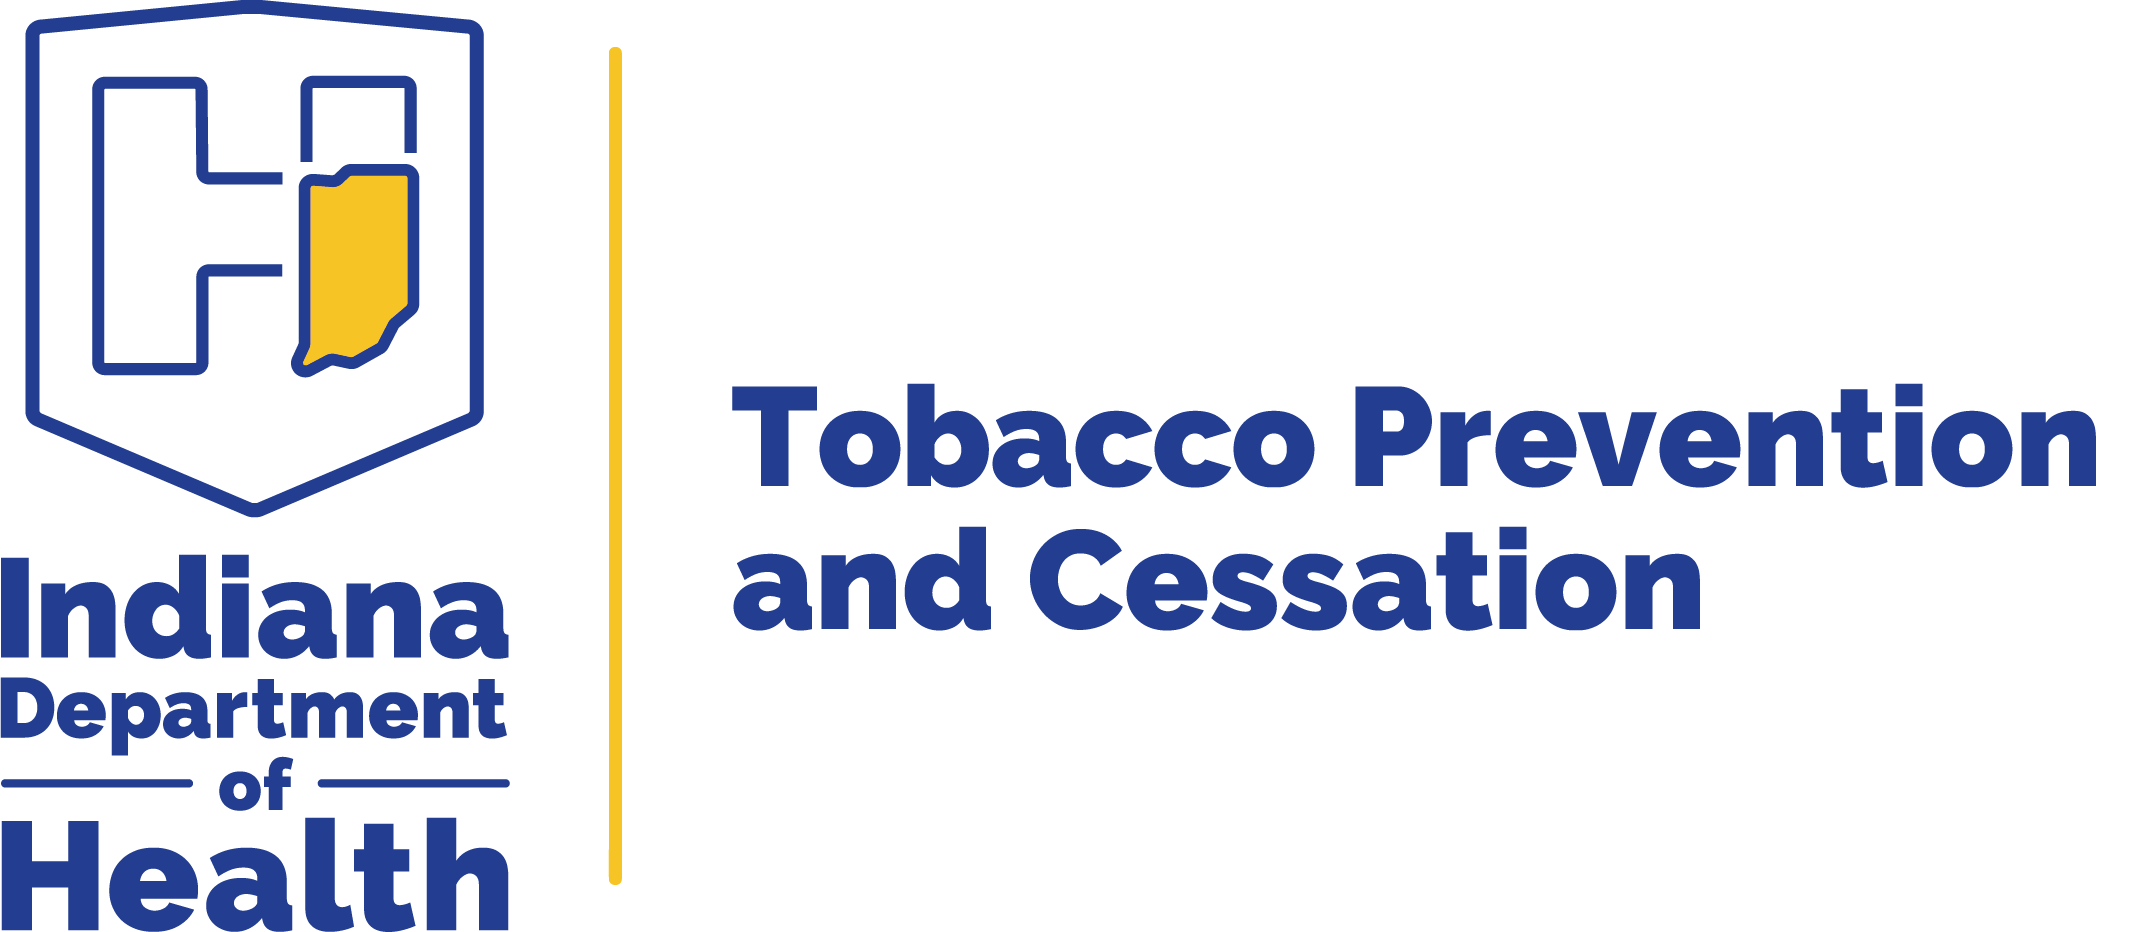 Indiana
Department
of
Health
Tobacco Prevention
and Cessation